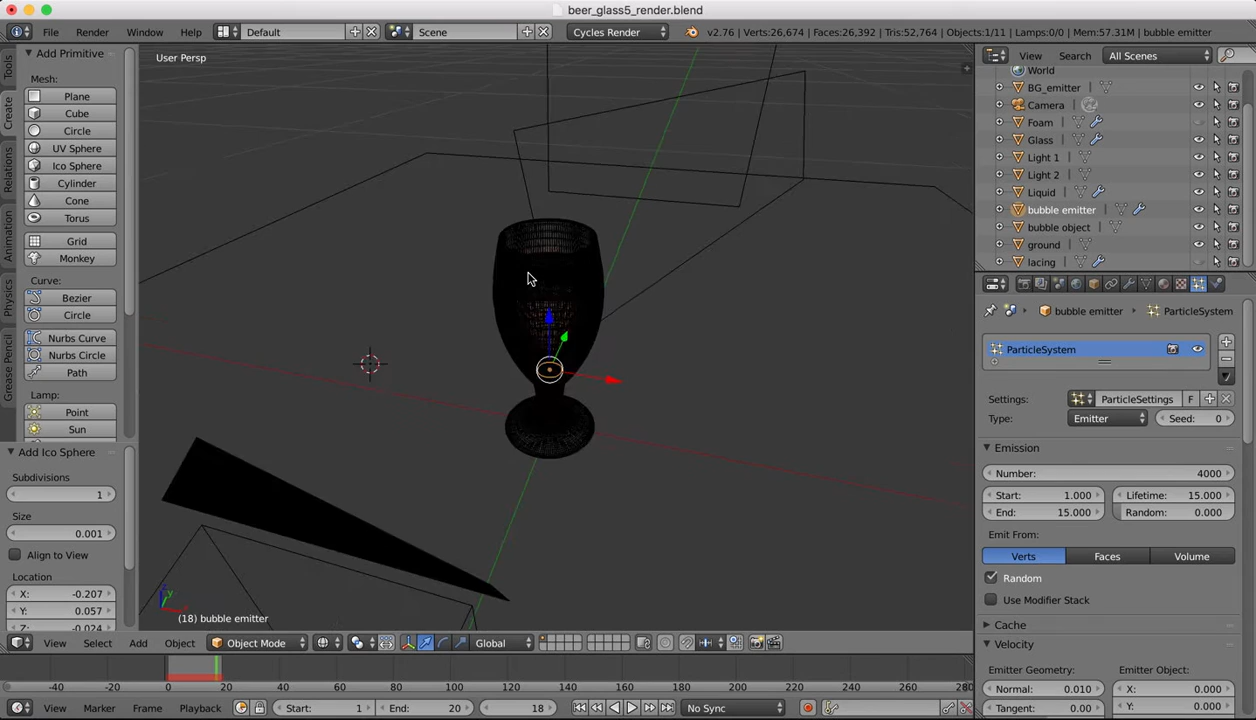 beer_glass5_render.blend
File Render Window Help Default Scene Cycles Render v2.76 | Verts:26,674 | Faces:26,392 | Tris:52,764 | Objects:1/11 | Lamps:0/0 | Mem:57.31M | bubble emitter
Tools
Create
Relations
Animation
Physics
Grease Pencil
Add Primitive
Mesh:
Plane
Cube
Circle
UV Sphere
Ico Sphere
Cylinder
Cone
Torus
Grid
Monkey
Curve:
Bezier
Circle
Nurbs Curve
Nurbs Circle
Path
Lamp:
Point
Sun
Add Ico Sphere
Subdivisions
1
Size
0.001
Align to View
Location
X: -0.207
Y: 0.057
Z: -0.024
User Persp
(18) bubble emitter
View Select Add Object Object Mode Global
-40 -20 0 20 40 60 80 100 120 140 160 180 200 220 240 260 280
View Marker Frame Playback Start: 1 End: 20 18 No Sync
View Search All Scenes
World
BG_emitter
Camera
Foam
Glass
Light 1
Light 2
Liquid
bubble emitter
bubble object
ground
lacing
bubble emitter ParticleSystem
ParticleSystem
Settings: ParticleSettings F
Type: Emitter Seed: 0
Emission
Number: 4000
Start: 1.000 Lifetime: 15.000
End: 15.000 Random: 0.000
Emit From:
Verts Faces Volume
Random
Use Modifier Stack
Cache
Velocity
Emitter Geometry: Emitter Object:
Normal: 0.010 X: 0.000
Tangent: 0.00 Y: 0.000